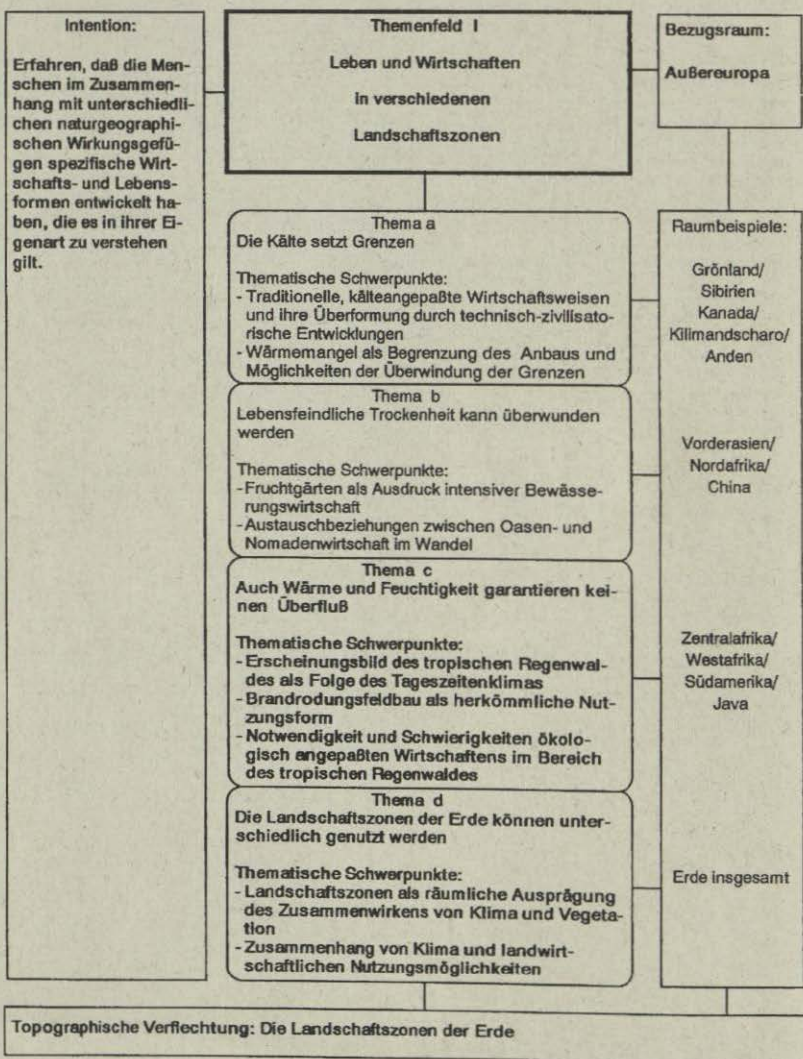 Intention:
Erfahren, daß die Men-
schen im Zusammen-
hang mit unterschiedli-
chen naturgeographi-
schen Wirkungsgefü-
gen spezifische Wirt-
schafts- und Lebens-
formen entwickelt ha-
ben, die es in ihrer Ei-
genart zu verstehen
gilt.
Themenfeld I
Leben und Wirtschaften
in verschiedenen
Landschaftszonen
Bezugsraum:
Außereuropa
Thema a
Die Kälte setzt Grenzen
Thematische Schwerpunkte:
- Traditionelle, kälteangepaßte Wirtschaftsweisen
und ihre Überformung durch technisch-zivilisato-
rische Entwicklungen
- Wärmemangel als Begrenzung des Anbaus und
Möglichkeiten der Überwindung der Grenzen
Raumbeispiele:
Grönland/
Sibirien
Kanada/
Kilimandscharo/
Anden
Thema b
Lebensfeindliche Trockenheit kann überwunden
werden
Thematische Schwerpunkte:
- Fruchtgärten als Ausdruck intensiver Bewässe-
rungswirtschaft
- Austauschbeziehungen zwischen Oasen- und
Nomadenwirtschaft im Wandel
Vorderasien/
Nordafrika/
China
Thema c
Auch Wärme und Feuchtigkeit garantieren kei-
nen Überfluß
Thematische Schwerpunkte:
- Erscheinungsbild des tropischen Regenwal-
des als Folge des Tageszeitenklimas
- Brandrodungsfeldbau als herkömmliche Nut-
zungsform
- Notwendigkeit und Schwierigkeiten ökolo-
gisch angepaßten Wirtschaftens im Bereich
des tropischen Regenwaldes
Zentralafrika/
Westafrika/
Südamerika/
Java
Thema d
Die Landschaftszonen der Erde können unter-
schiedlich genutzt werden
Thematische Schwerpunkte:
- Landschaftszonen als räumliche Ausprägung
des Zusammenwirkens von Klima und Vegeta-
tion
- Zusammenhang von Klima und landwirt-
schaftlichen Nutzungsmöglichkeiten
Erde insgesamt
Topographische Verflechtung: Die Landschaftszonen der Erde